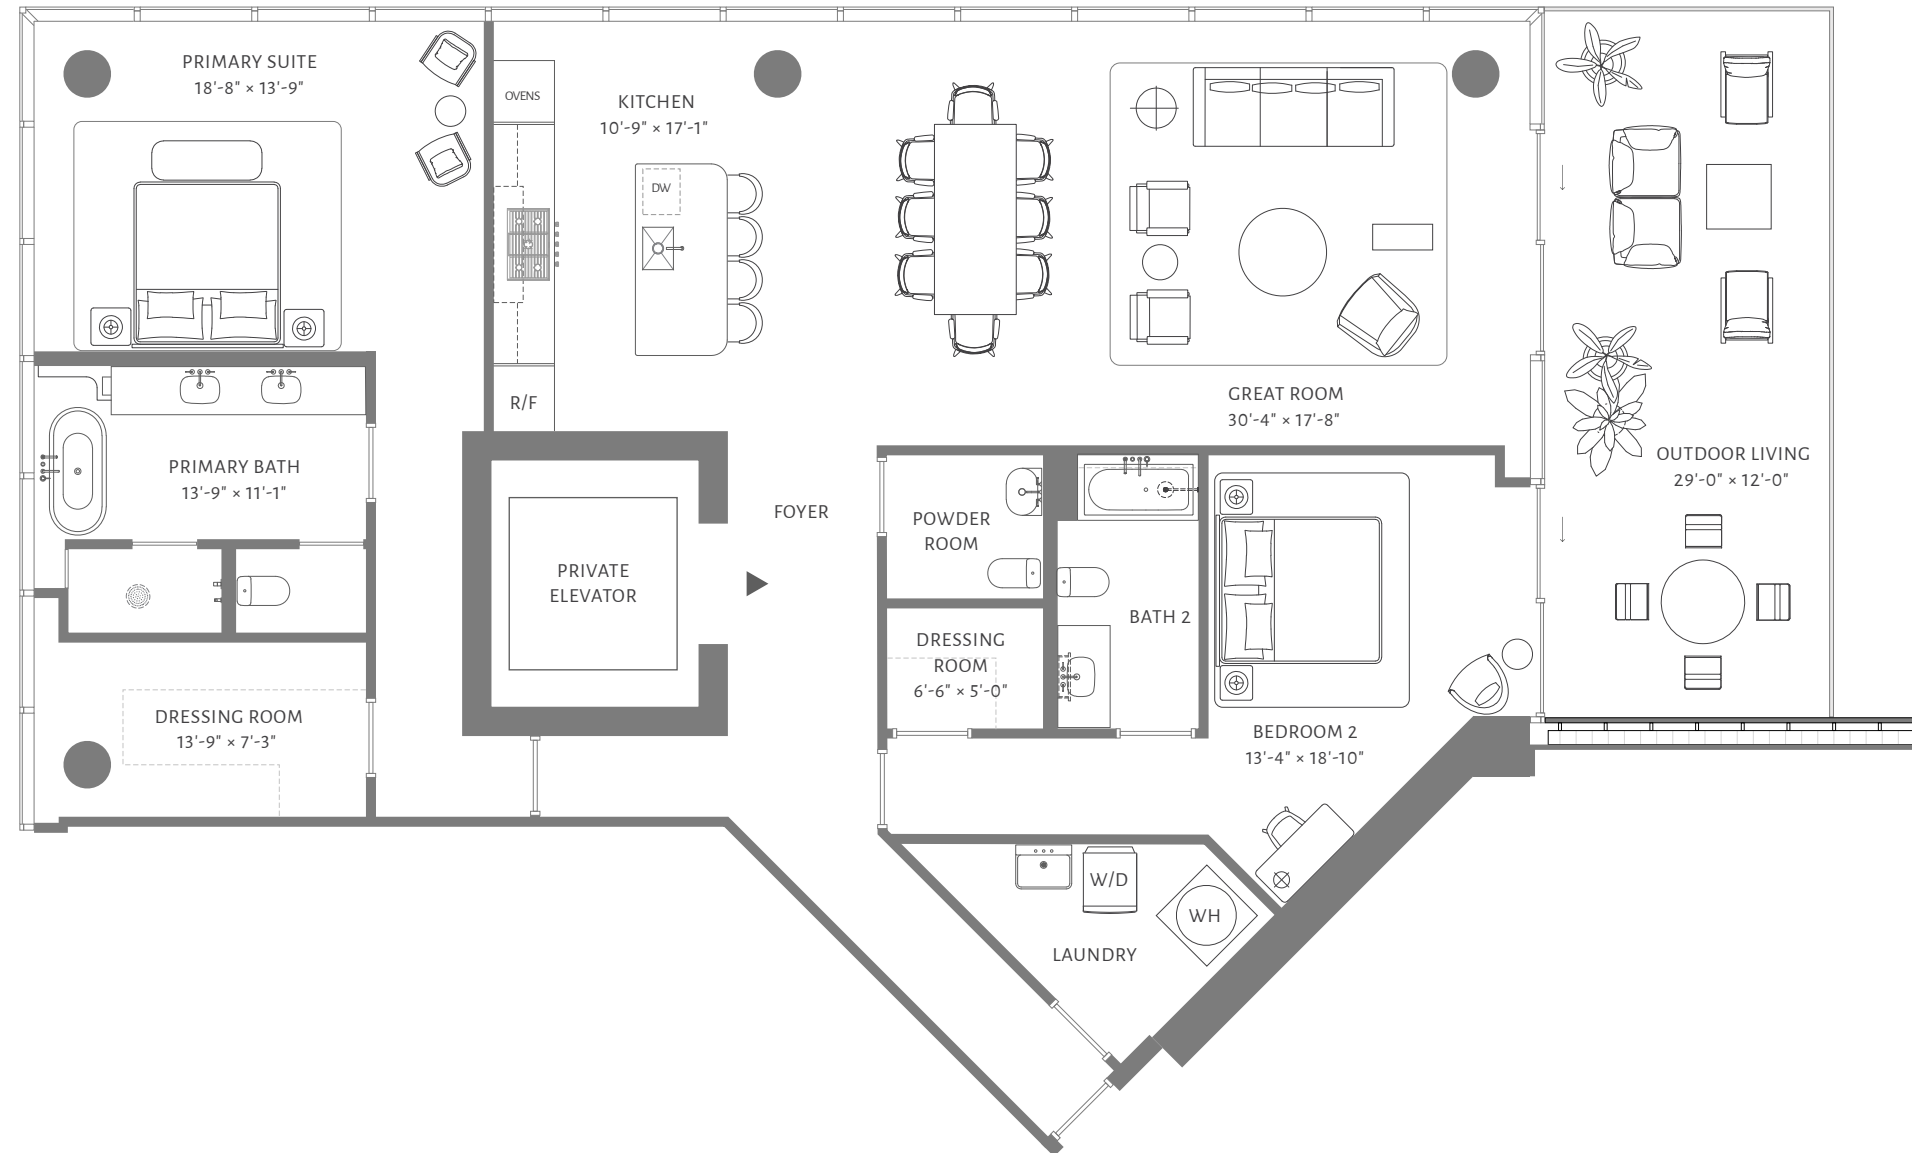 PRIMARY SUITE
18'-8" × 13'-9"
OVENS
KITCHEN
10'-9" × 17'-1"
DW
R/F
GREAT ROOM
30'-4" × 17'-8"
OUTDOOR LIVING
29'-0" × 12'-0"
PRIMARY BATH
13'-9" × 11'-1"
FOYER
POWDER
ROOM
PRIVATE
ELEVATOR
BATH 2
DRESSING
ROOM
6'-6" × 5'-0"
DRESSING ROOM
13'-9" × 7'-3"
BEDROOM 2
13'-4" × 18'-10"
W/D
WH
LAUNDRY